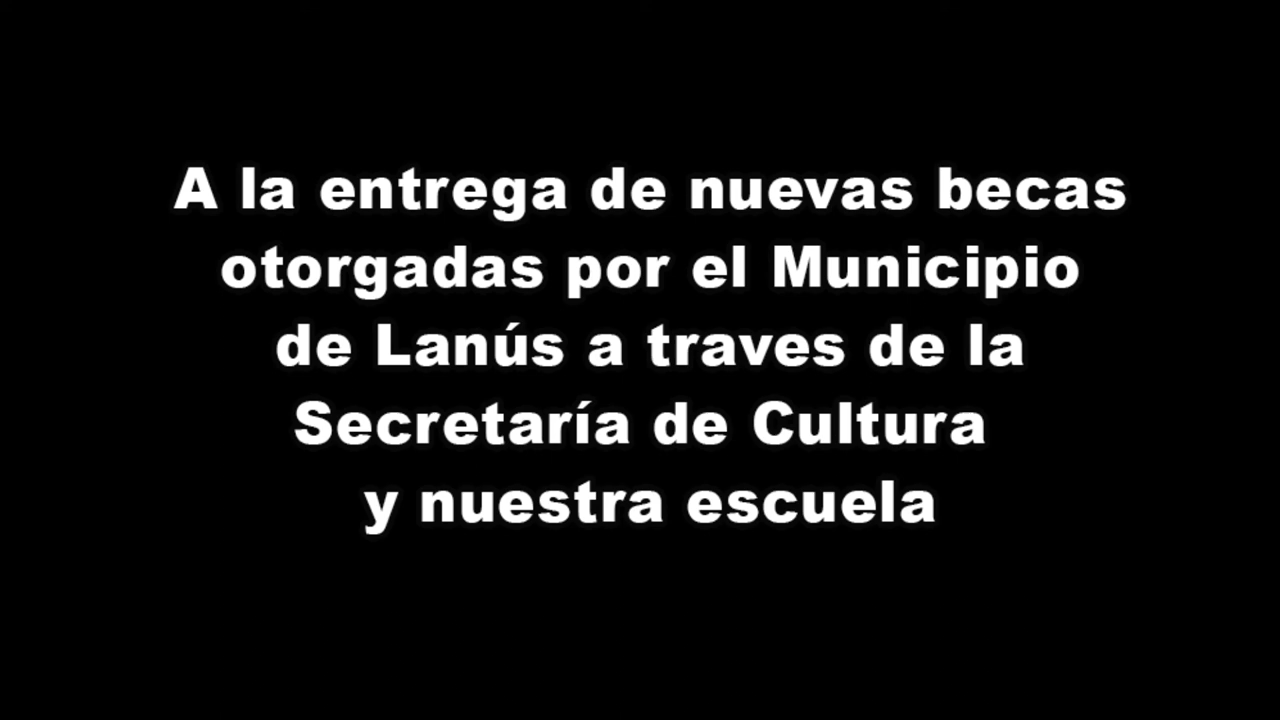 A la entrega de nuevas becas
otorgadas por el Municipio
de Lanús a traves de la
Secretaría de Cultura
y nuestra escuela